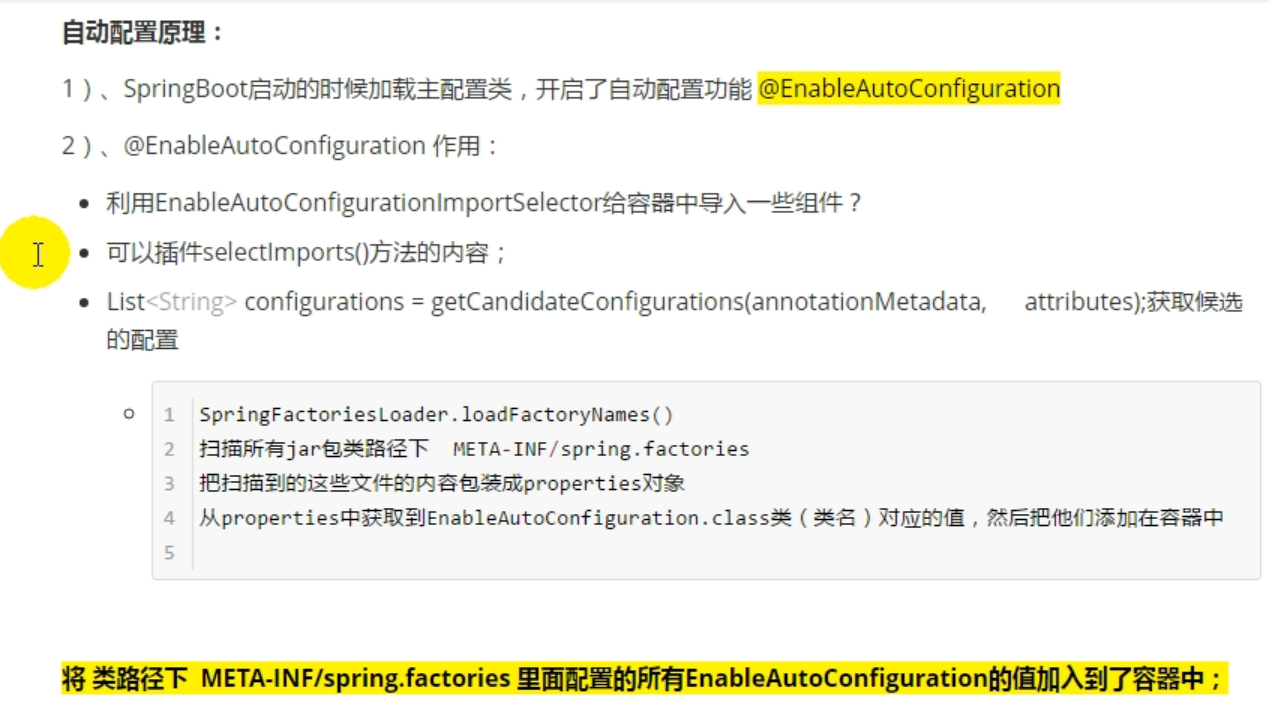 自动配置原理：
1）、SpringBoot启动的时候加载主配置类，开启了自动配置功能 @EnableAutoConfiguration
2）、@EnableAutoConfiguration 作用：
利用EnableAutoConfigurationImportSelector给容器中导入一些组件？
可以插件selectImports()方法的内容；
List<String> configurations = getCandidateConfigurations(annotationMetadata, attributes);获取候选
的配置
1 SpringFactoriesLoader.loadFactoryNames()
2 扫描所有jar包类路径下 META-INF/spring.factories
3 把扫描到的这些文件的内容包装成properties对象
4 从properties中获取到EnableAutoConfiguration.class类（类名）对应的值，然后把他们添加在容器中
5
将 类路径下 META-INF/spring.factories 里面配置的所有EnableAutoConfiguration的值加入到了容器中；